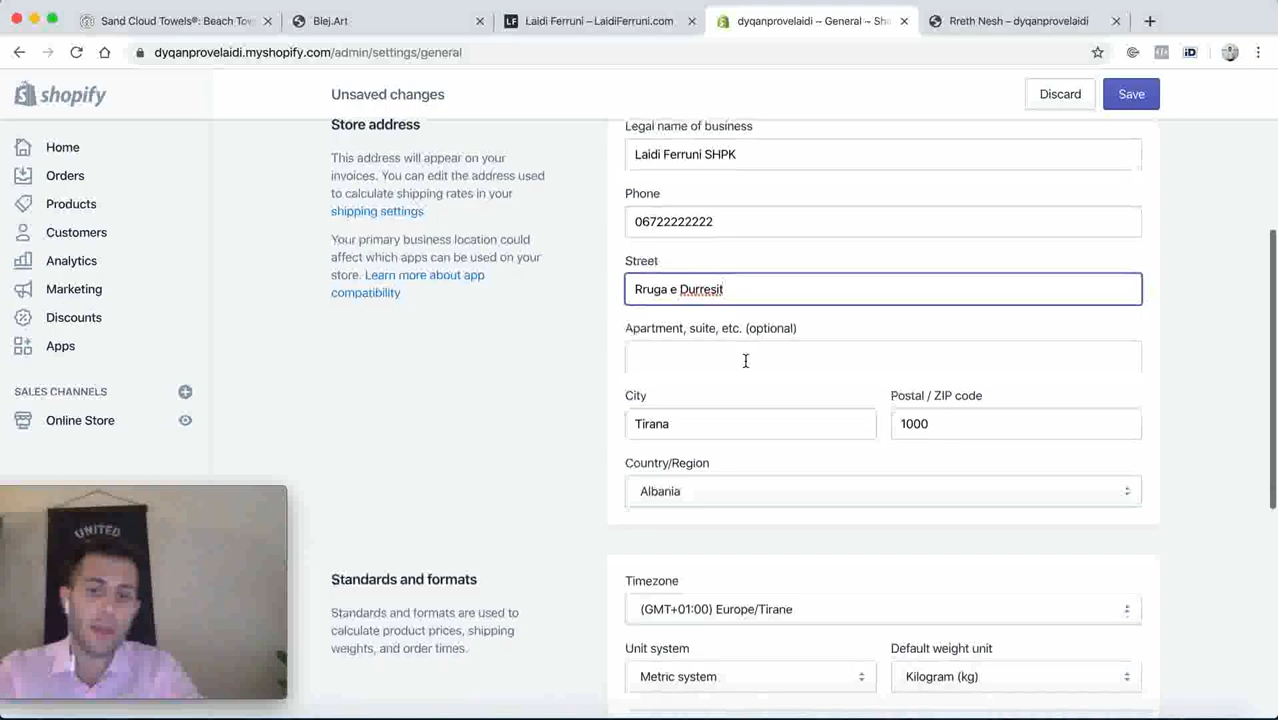 Sand Cloud Towels®: Beach Tow
Blej.Art
Laidi Ferruni – LaidiFerruni.com
dyqanprovelaidi ~ General ~ Sho
Rreth Nesh – dyqanprovelaidi
dyqanprovelaidi.myshopify.com/admin/settings/general
shopify
Unsaved changes
Discard
Save
Home
Orders
Products
Customers
Analytics
Marketing
Discounts
Apps
SALES CHANNELS
Online Store
Store address
This address will appear on your
invoices. You can edit the address used
to calculate shipping rates in your
shipping settings
Your primary business location could
affect which apps can be used on your
store. Learn more about app
compatibility
Legal name of business
Laidi Ferruni SHPK
Phone
06722222222
Street
Rruga e Durresit
Apartment, suite, etc. (optional)
City
Postal / ZIP code
Tirana
1000
Country/Region
Albania
Standards and formats
Standards and formats are used to
calculate product prices, shipping
weights, and order times.
Timezone
(GMT+01:00) Europe/Tirane
Unit system
Default weight unit
Metric system
Kilogram (kg)
UNITED